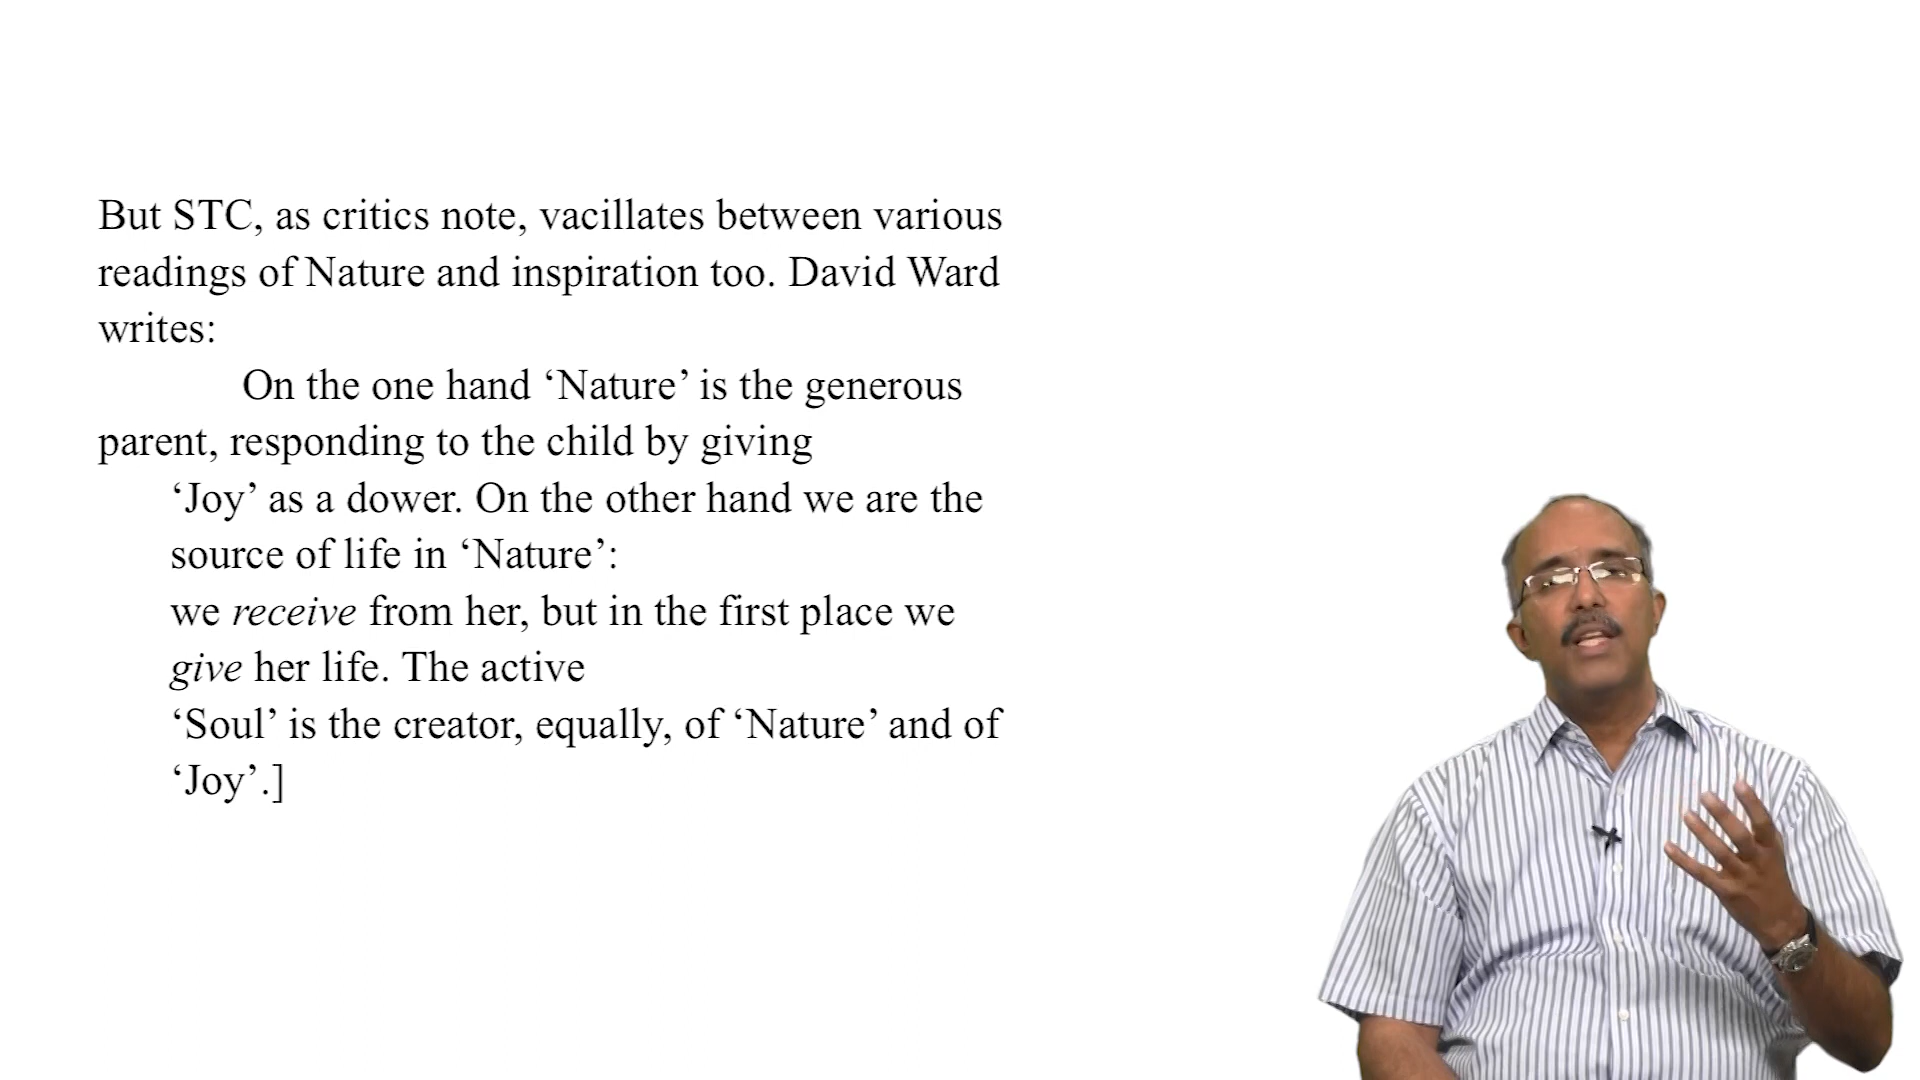 But STC, as critics note, vacillates between various
readings of Nature and inspiration too. David Ward
writes:
On the one hand ‘Nature’ is the generous
parent, responding to the child by giving
‘Joy’ as a dower. On the other hand we are the
source of life in ‘Nature’:
we receive from her, but in the first place we
give her life. The active
‘Soul’ is the creator, equally, of ‘Nature’ and of
‘Joy’.]